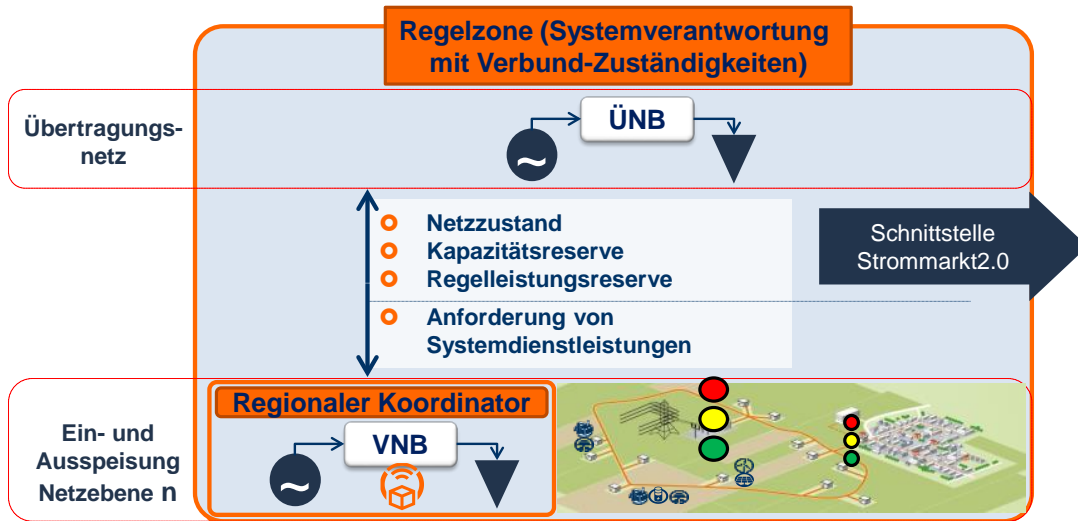 Regelzone (Systemverantwortung
mit Verbund-Zuständigkeiten)
Übertragungs-
netz
ÜNB
~
Netzzustand
Kapazitätsreserve
Regelleistungsreserve
Anforderung von
Systemdienstleistungen
Schnittstelle
Strommarkt2.0
Ein- und
Ausspeisung
Netzebene n
Regionaler Koordinator
VNB
~